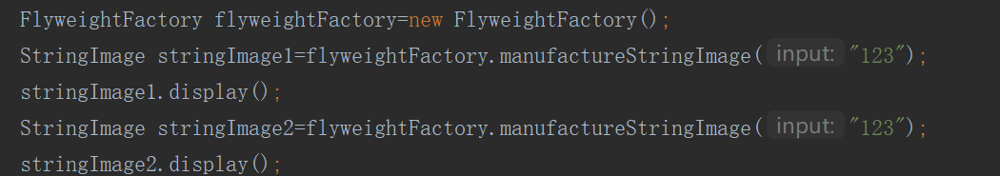 FlyweightFactory flyweightFactory=new FlyweightFactory();
StringImage stringImage1=flyweightFactory.manufactureStringImage( input: "123");
stringImage1.display();
StringImage stringImage2=flyweightFactory.manufactureStringImage( input: "123");
stringImage2.display();